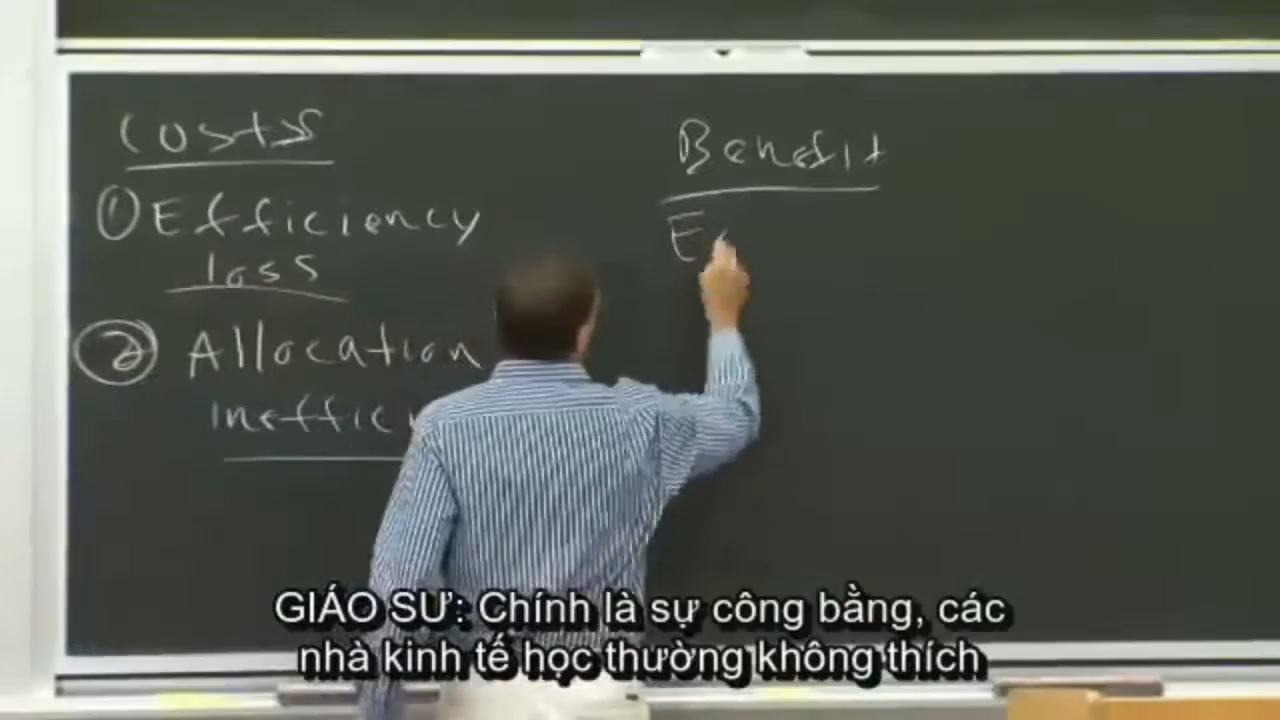 Costs
① Efficiency
loss
② Allocation
Benefit
GIÁO SƯ: Chính là sự công bằng, các
nhà kinh tế học thường không thích